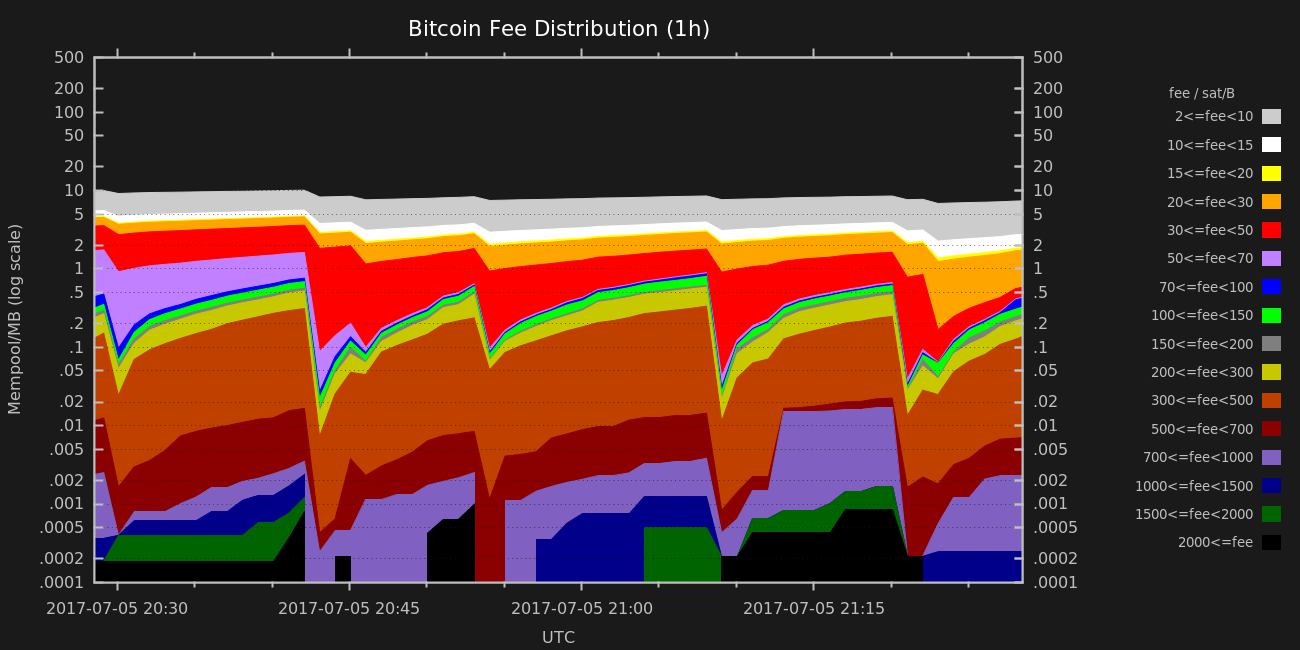 Bitcoin Fee Distribution (1h)
Mempool/MB (log scale)
500
200
100
50
20
10
5
2
1
.5
.2
.1
.05
.02
.01
.005
.002
.001
.0005
.0002
.0001
500
200
100
50
20
10
5
2
1
.5
.2
.1
.05
.02
.01
.005
.002
.001
.0005
.0002
.0001
fee / sat/B
2<=fee<10
10<=fee<15
15<=fee<20
20<=fee<30
30<=fee<50
50<=fee<70
70<=fee<100
100<=fee<150
150<=fee<200
200<=fee<300
300<=fee<500
500<=fee<700
700<=fee<1000
1000<=fee<1500
1500<=fee<2000
2000<=fee
2017-07-05 20:30 2017-07-05 20:45 2017-07-05 21:00 2017-07-05 21:15
UTC